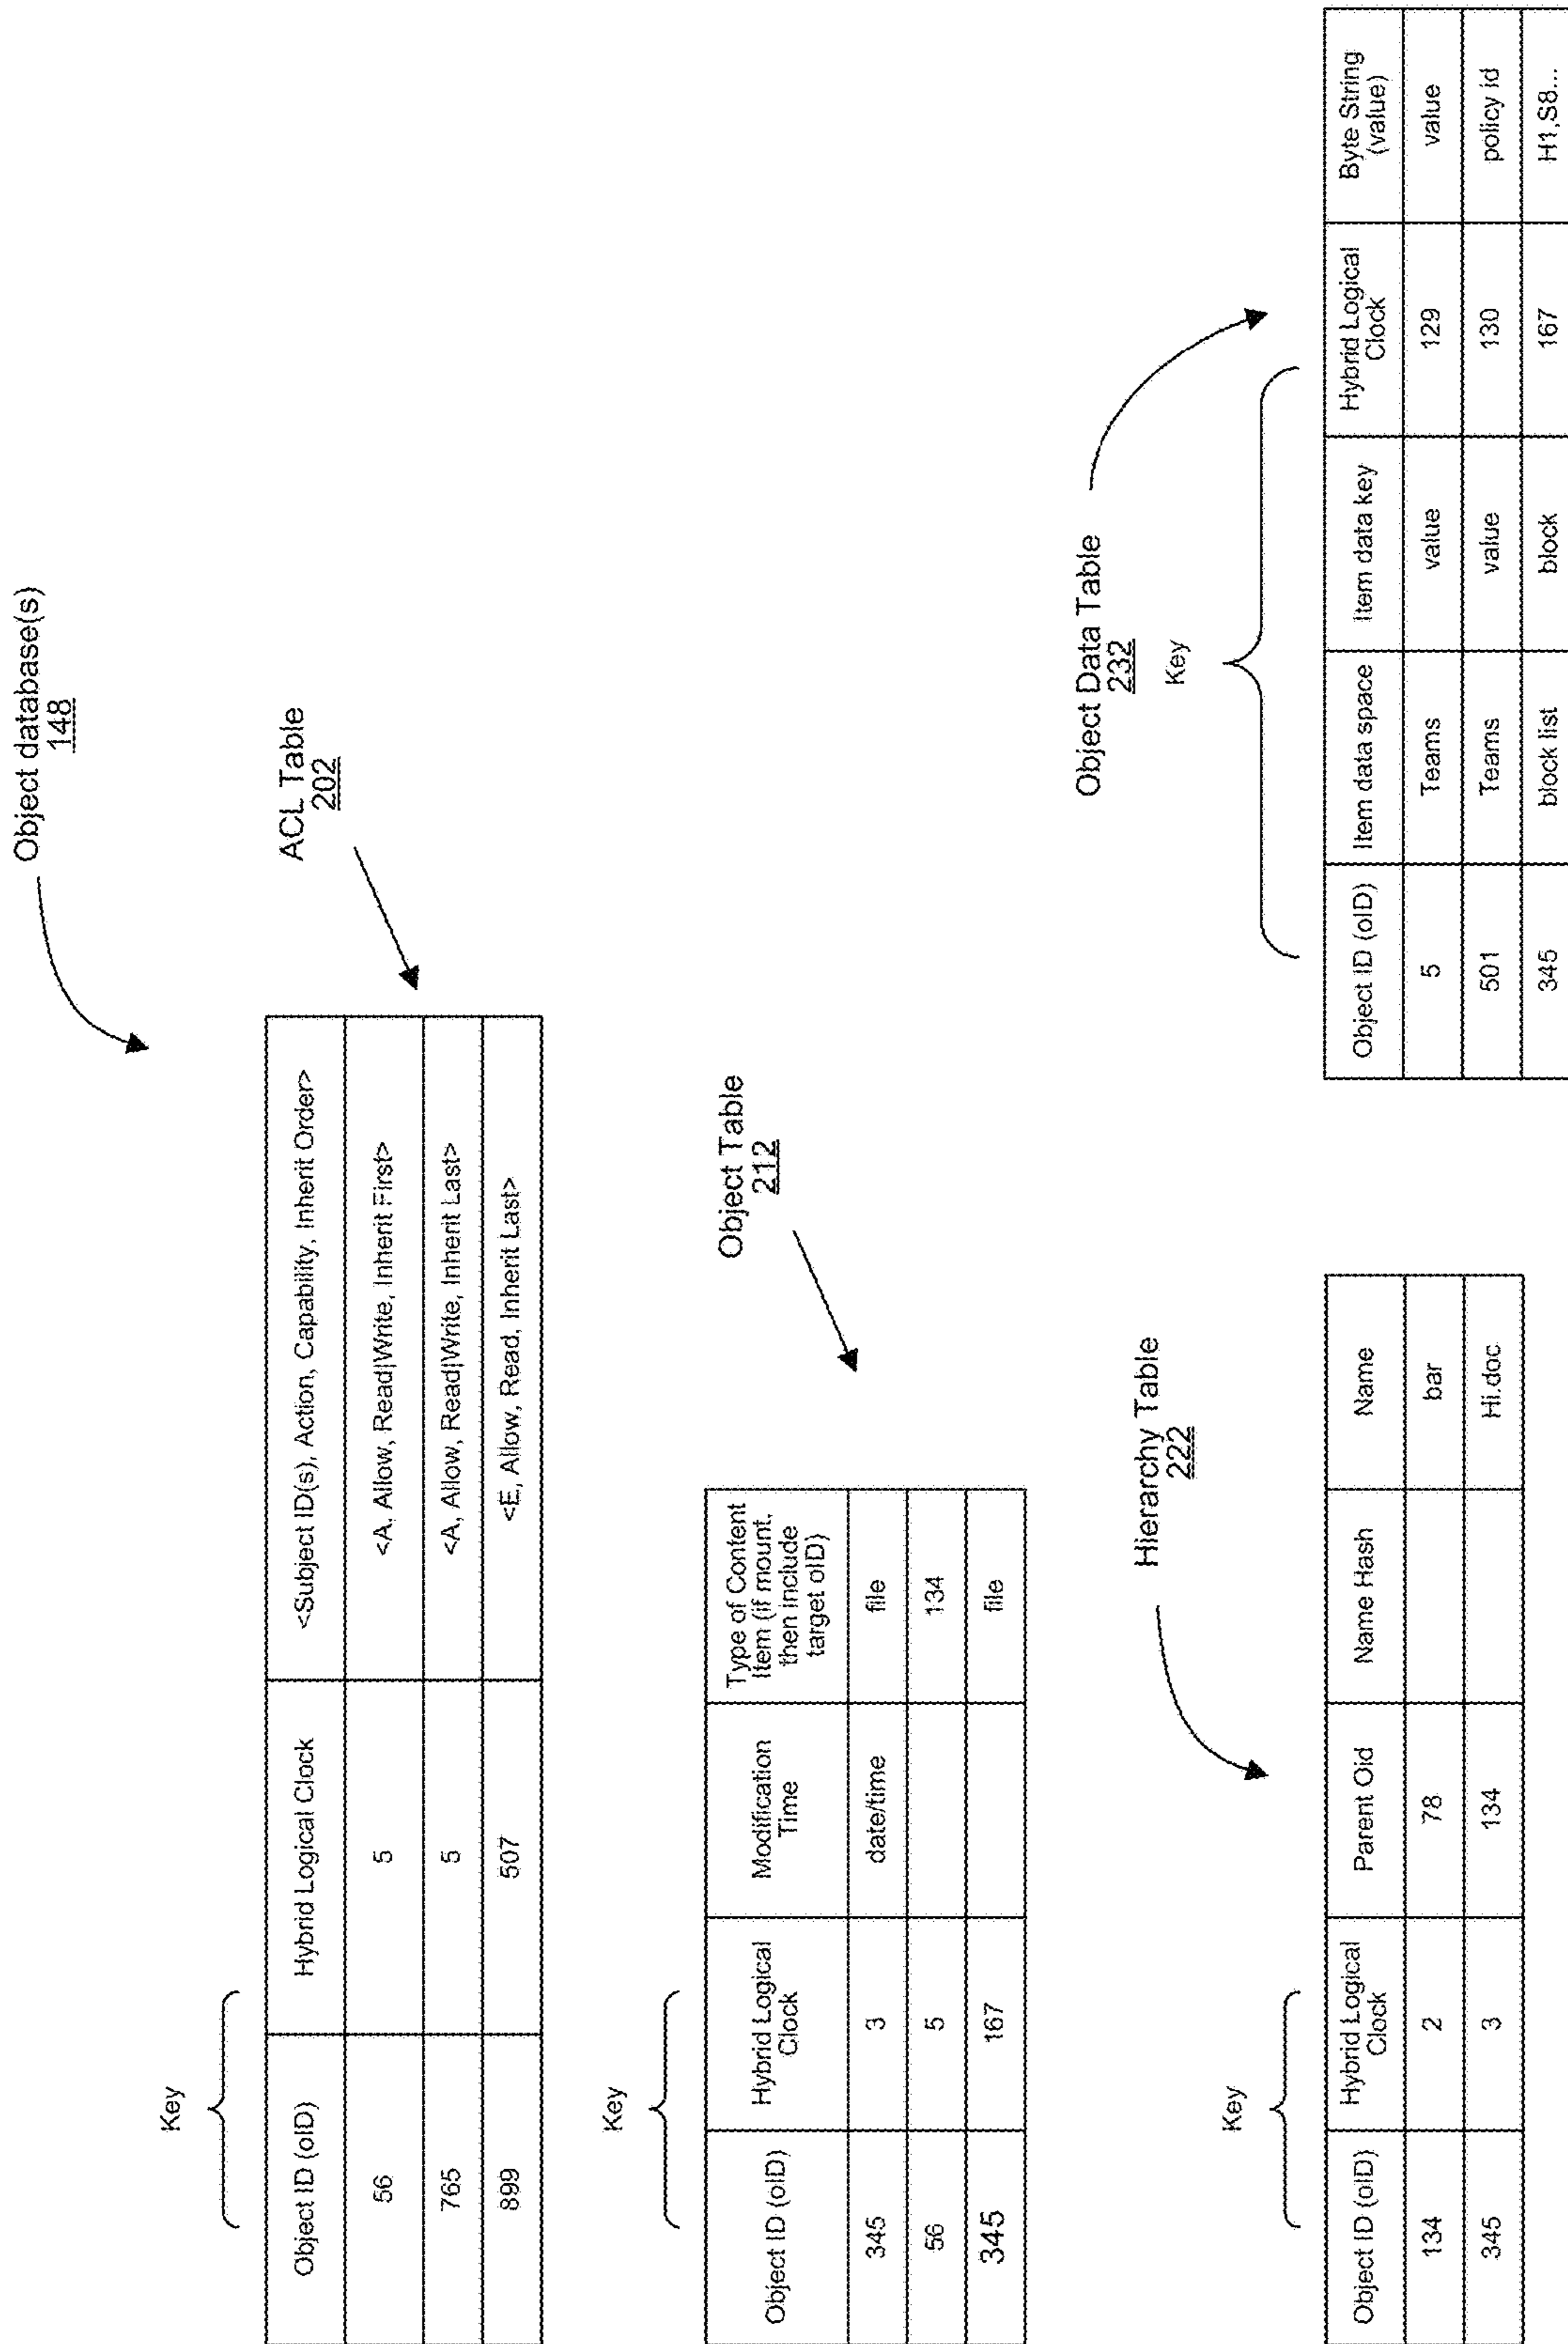 Object database(s)
148
ACL Table
202
Key
Object ID (oID) Hybrid Logical Clock <Subject ID(s), Action, Capability, Inherit Order>
56 5 <A, Allow, Read|Write, Inherit First>
765 5 <A, Allow, Read|Write, Inherit Last>
899 507 <E, Allow, Read, Inherit Last>
Object Table
212
Key
Object ID (oID) Hybrid Logical Clock Modification Time Type of Content
Item (if mount,
then include
target oID)
345 3 date/time file
56 5 134
345 167 file
Hierarchy Table
222
Key
Object ID (oID) Hybrid Logical Clock Parent Oid Name Hash Name
134 2 78 bar
345 3 134 Hi.doc
Object Data Table
232
Key
Object ID (oID) Item data space Item data key Hybrid Logical Clock Byte String (value)
5 Teams value 129 value
501 Teams value 130 policy id
345 block list block 167 H1,S8...